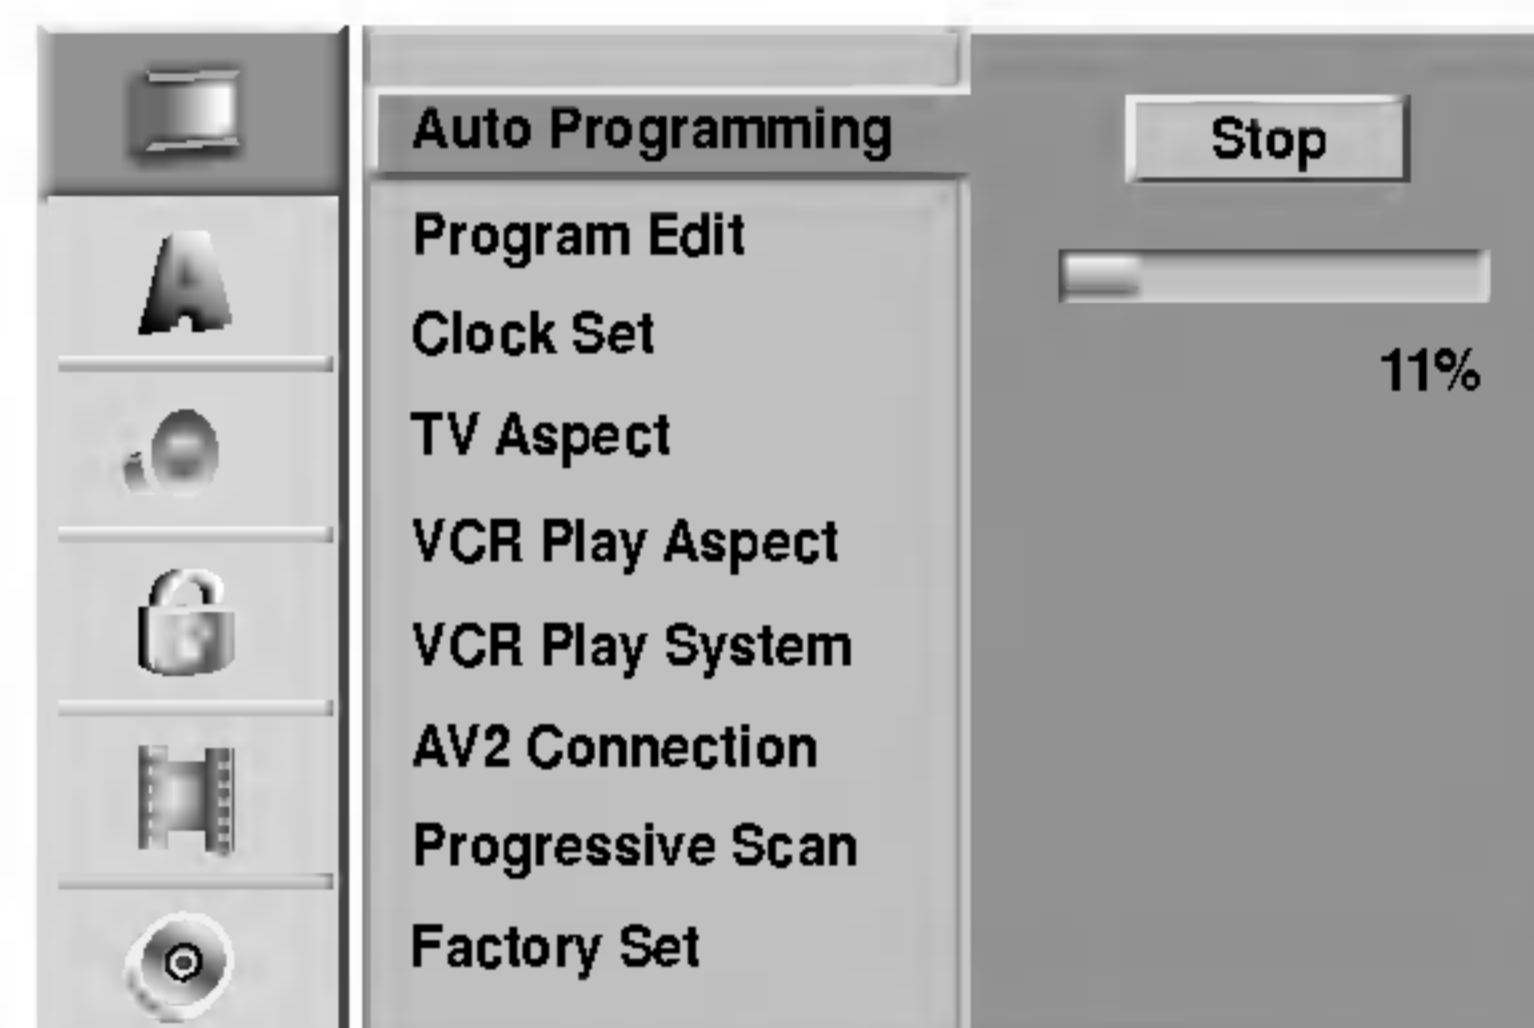 Auto Programming
Stop
Program Edit
Clock Set
11%
TV Aspect
VCR Play Aspect
VCR Play System
AV2 Connection
Progressive Scan
Factory Set